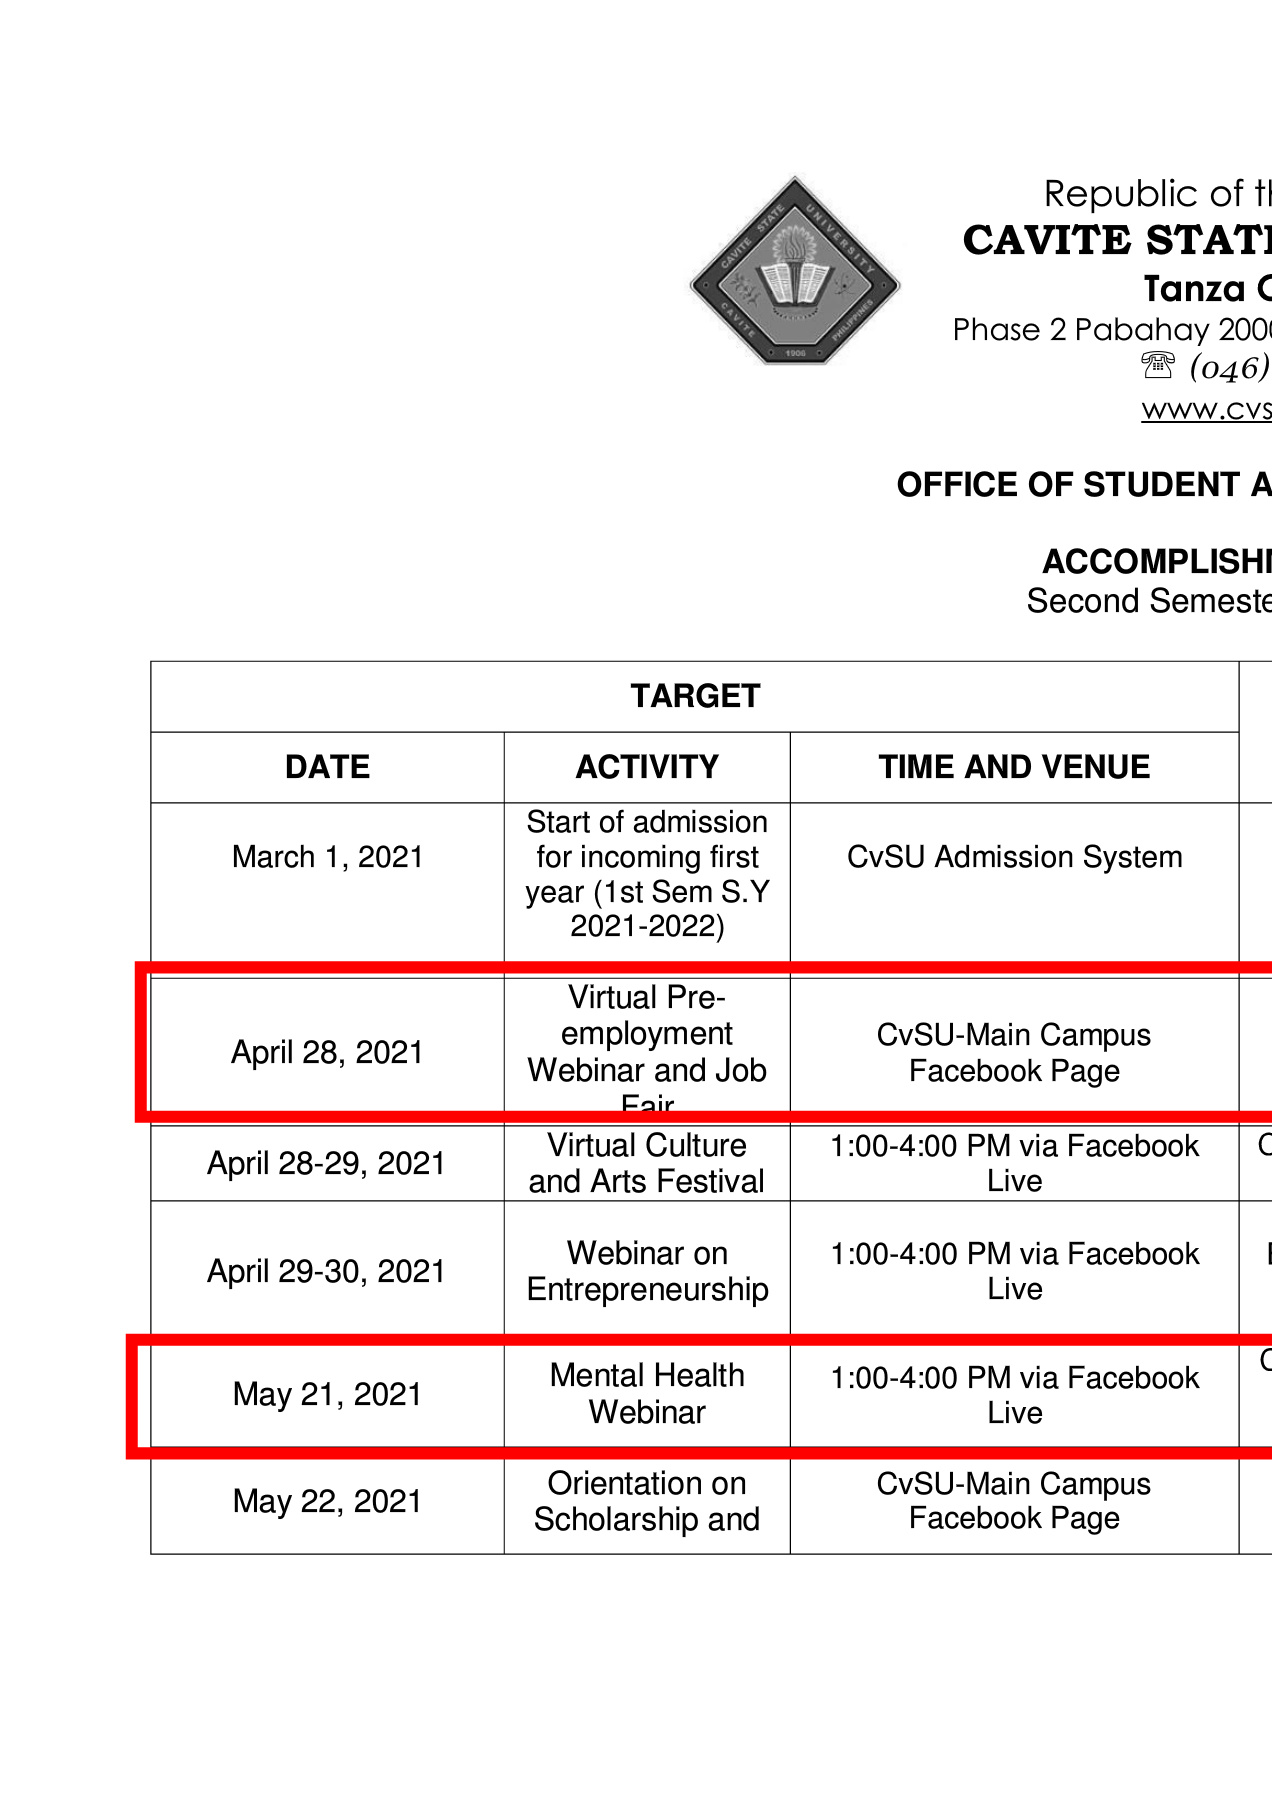 CAVITE STATE UNIVERSITY
CAVITE PHILIPPINES
1906
Republic of th
CAVITE STATE
Tanza C
Phase 2 Pabahay 2000
☏ (046)
www.cvs
OFFICE OF STUDENT A
ACCOMPLISHM
Second Semeste
TARGET
DATE ACTIVITY TIME AND VENUE
Start of admission
March 1, 2021 for incoming first CvSU Admission System
year (1st Sem S.Y
2021-2022)
Virtual Pre-
employment CvSU-Main Campus
April 28, 2021
Webinar and Job Facebook Page
Fair
Virtual Culture 1:00-4:00 PM via Facebook C
April 28-29, 2021
and Arts Festival Live
Webinar on 1:00-4:00 PM via Facebook
April 29-30, 2021
Entrepreneurship Live
Mental Health 1:00-4:00 PM via Facebook
May 21, 2021
Webinar Live
Orientation on CvSU-Main Campus
May 22, 2021
Scholarship and Facebook Page